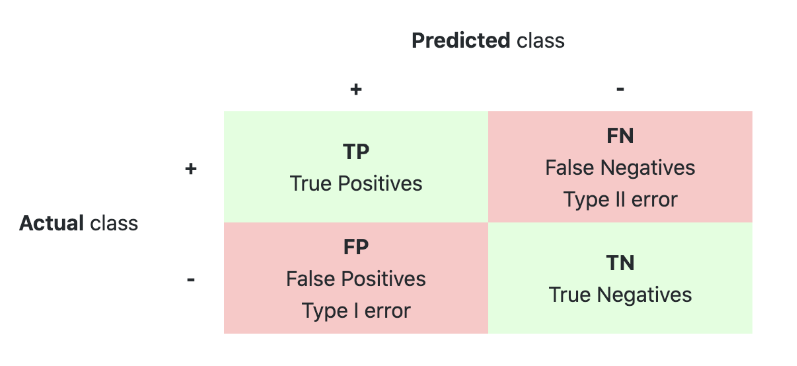 Predicted class
+ -
TP
True Positives
FN
False Negatives
Type II error
+
Actual class
-
FP
False Positives
Type I error
TN
True Negatives